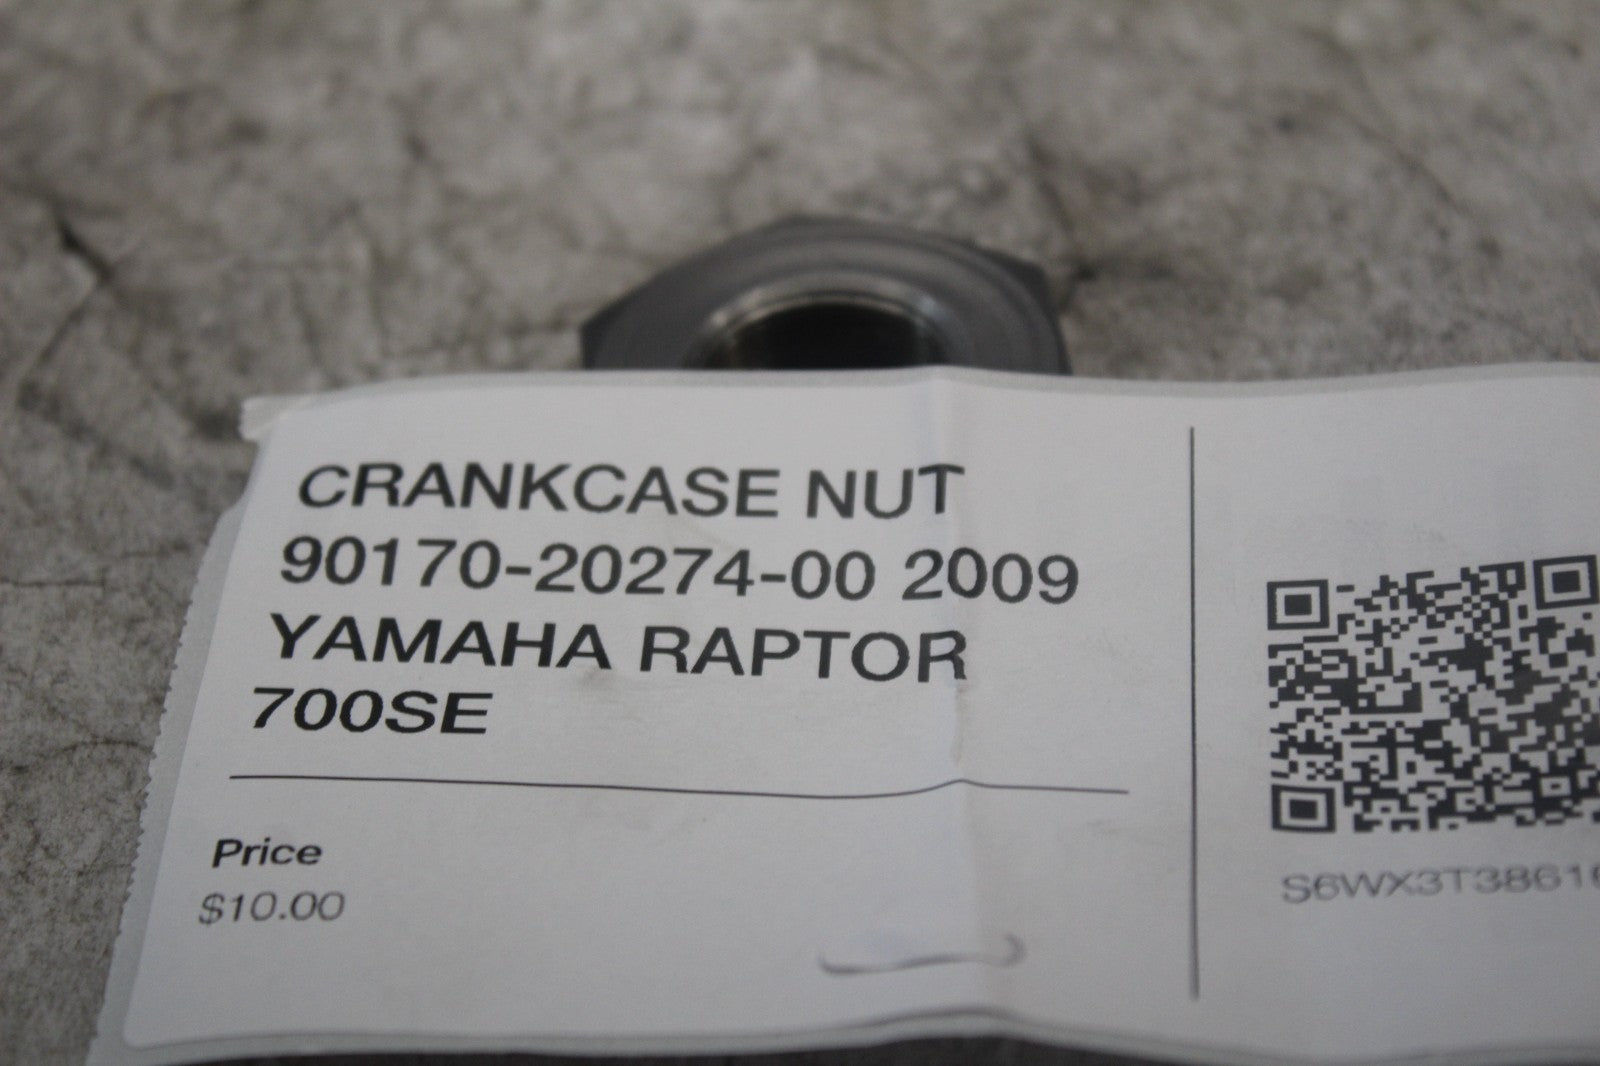 CRANKCASE NUT
90170-20274-00 2009
YAMAHA RAPTOR
700SE
Price
$10.00